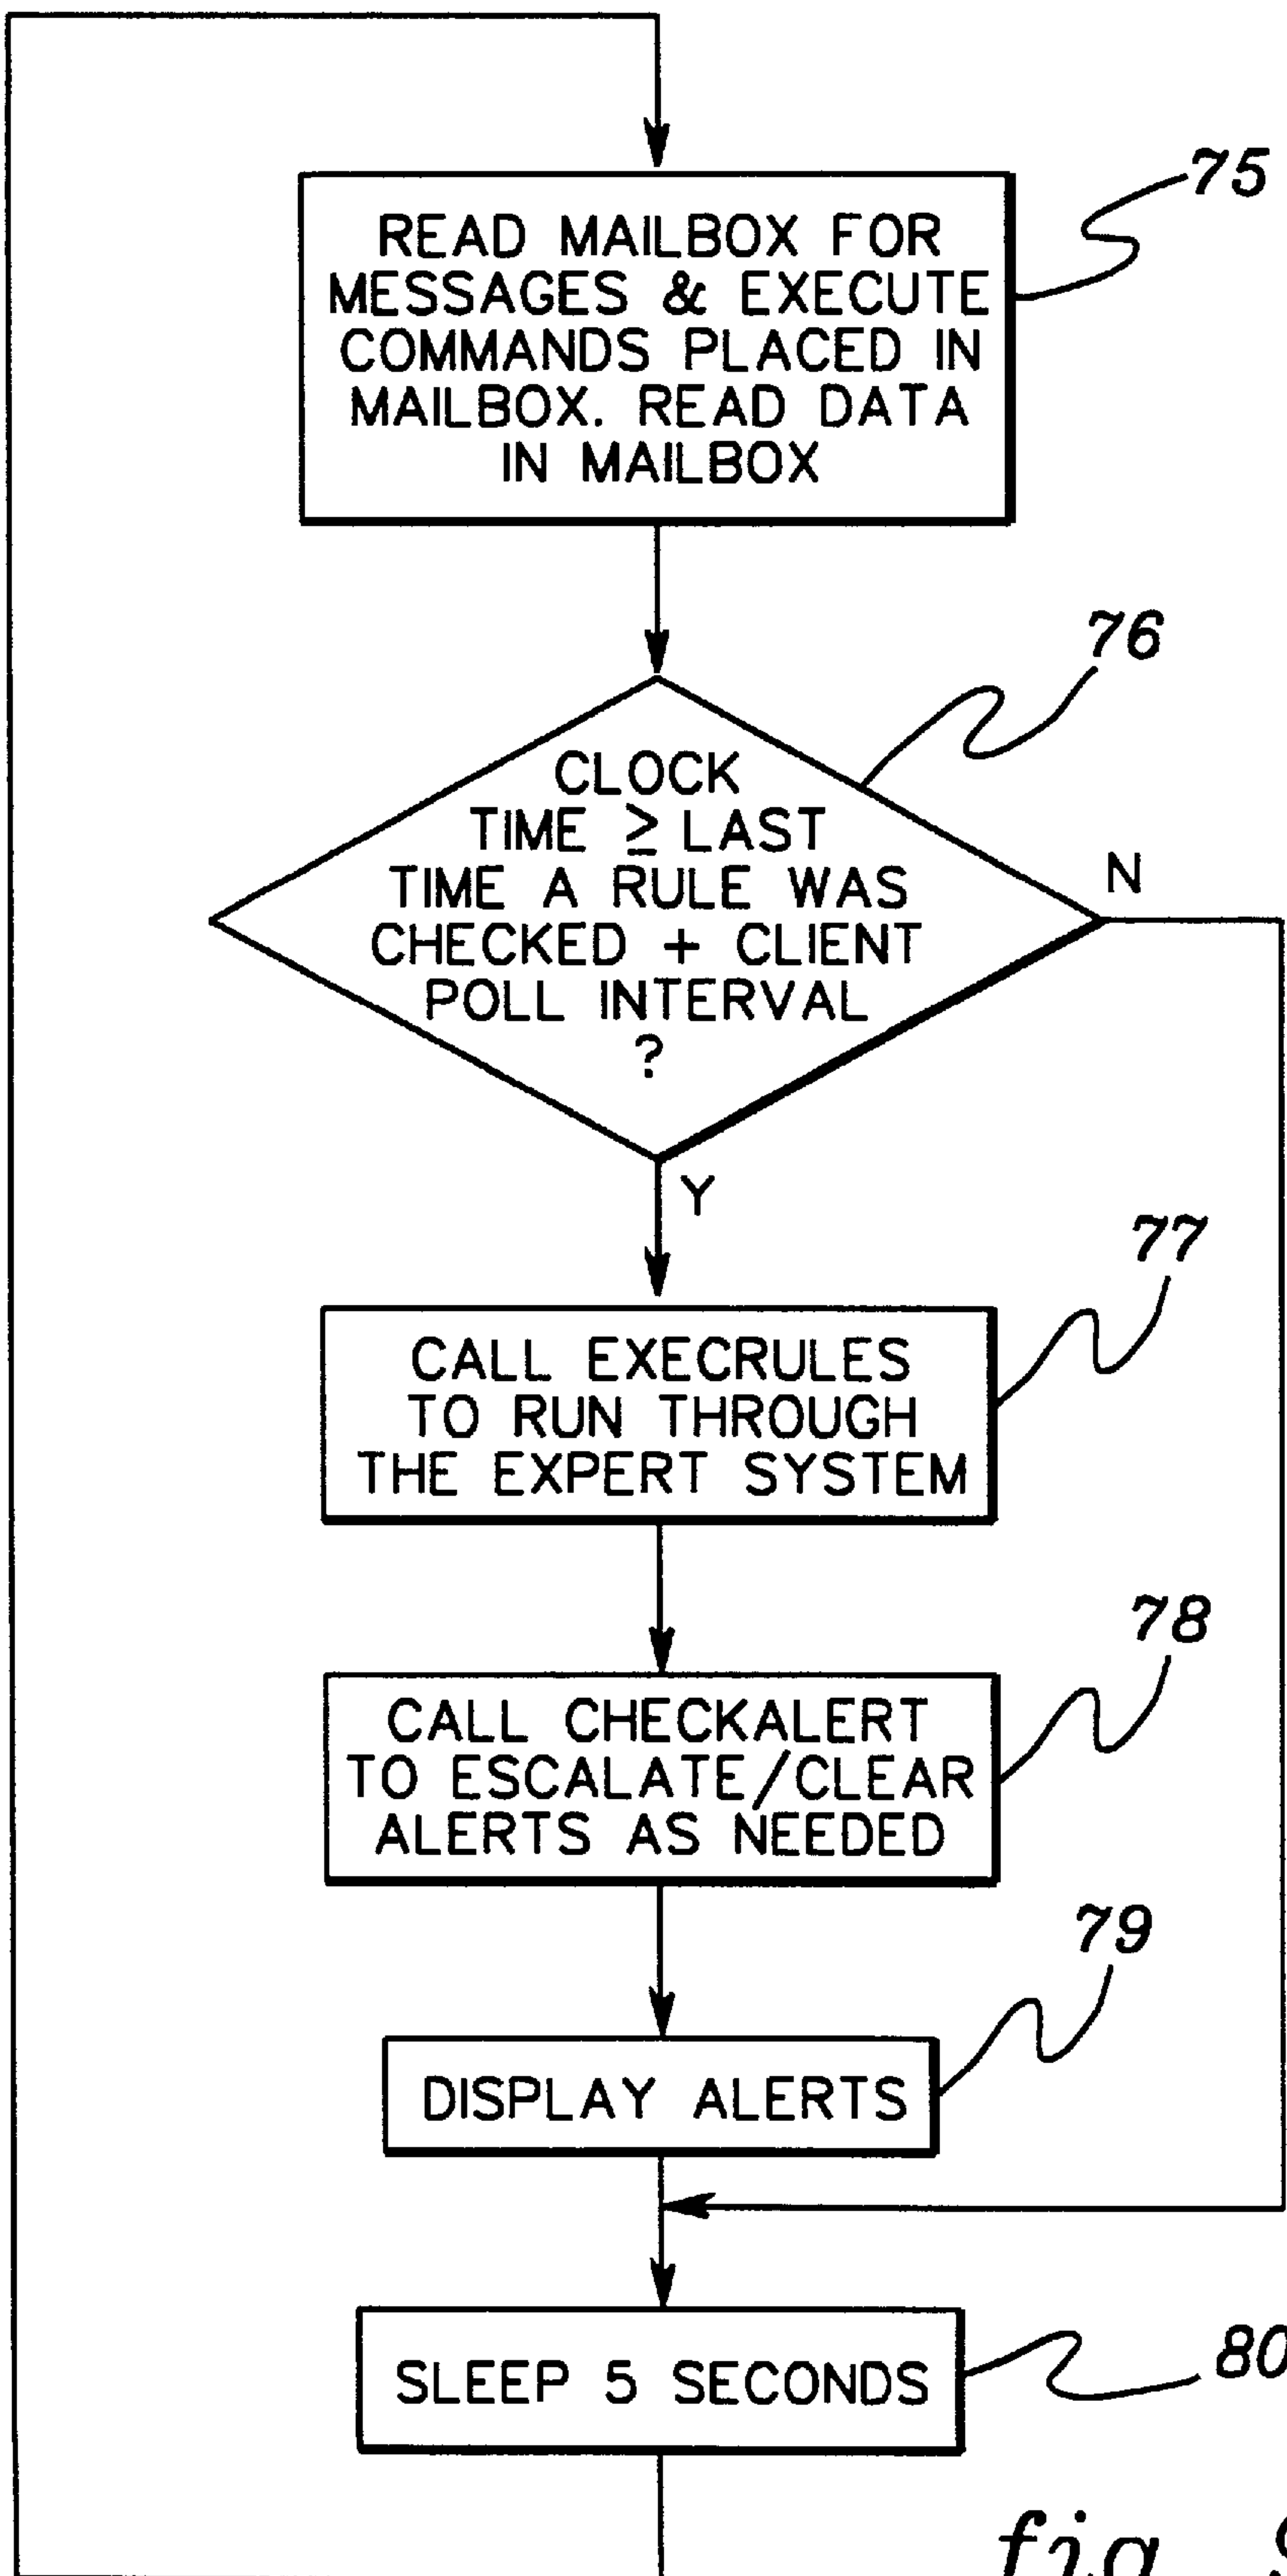 75
READ MAILBOX FOR
MESSAGES & EXECUTE
COMMANDS PLACED IN
MAILBOX. READ DATA
IN MAILBOX
76
CLOCK
TIME ≥ LAST
TIME A RULE WAS
CHECKED + CLIENT
POLL INTERVAL
?
N
Y
77
CALL EXECRULES
TO RUN THROUGH
THE EXPERT SYSTEM
78
CALL CHECKALERT
TO ESCALATE/CLEAR
ALERTS AS NEEDED
79
DISPLAY ALERTS
80
SLEEP 5 SECONDS
fig.